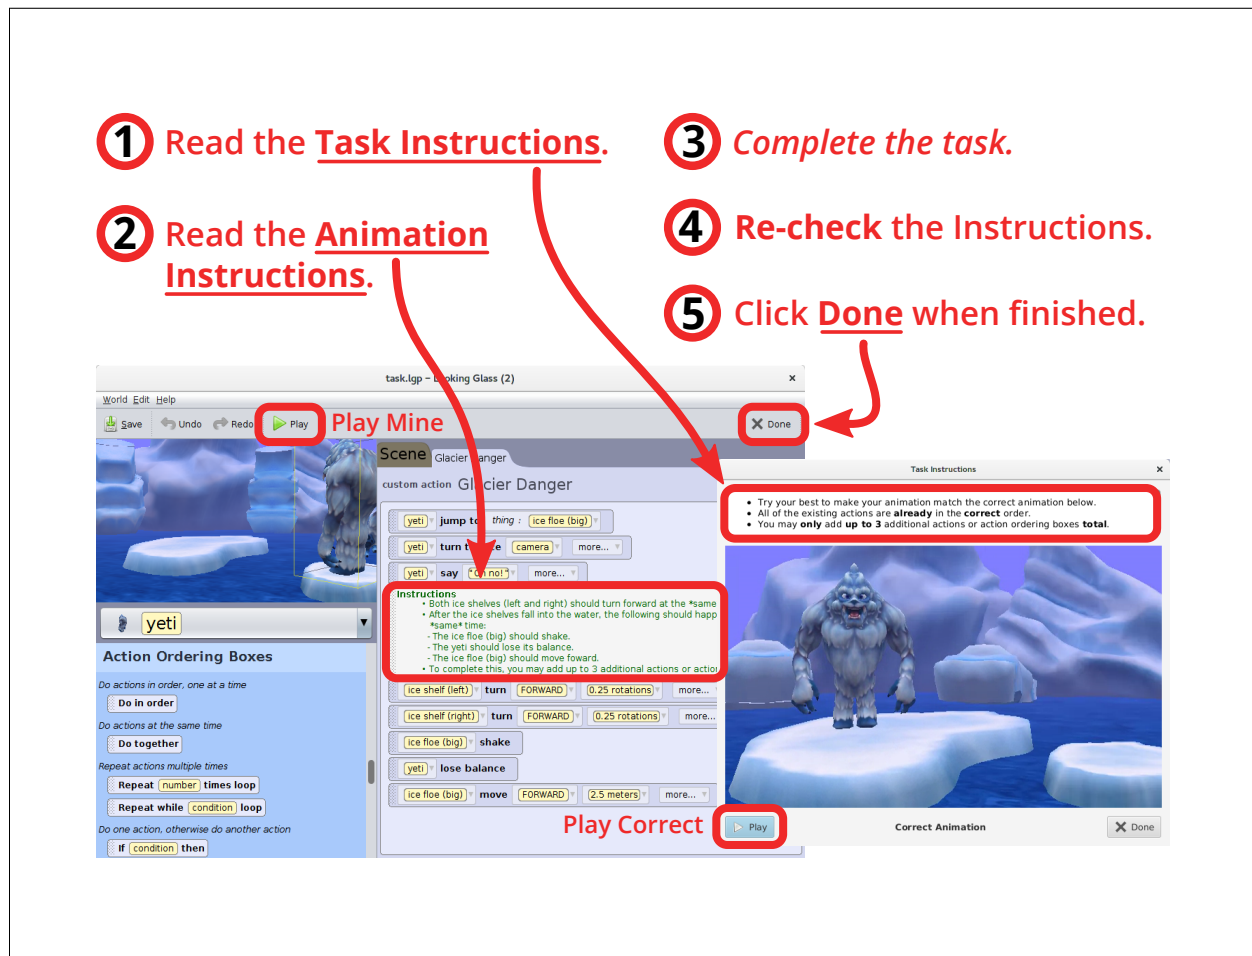 1 Read the Task Instructions.
2 Read the Animation
Instructions.
3 Complete the task.
4 Re-check the Instructions.
5 Click Done when finished.
task.lgp – Looking Glass (2)
World Edit Help
Save Undo Redo Play Play Mine Done
Scene Glacier Danger
custom action Glacier Danger
yeti jump to thing : ice floe (big)
yeti turn to face camera more...
yeti say "Oh no!" more...
Instructions
• Both ice shelves (left and right) should turn forward at the *same
• After the ice shelves fall into the water, the following should happ
*same* time:
- The ice floe (big) should shake.
- The yeti should lose its balance.
- The ice floe (big) should move foward.
• To complete this, you may add up to 3 additional actions or action
ice shelf (left) turn FORWARD 0.25 rotations more...
ice shelf (right) turn FORWARD 0.25 rotations more...
ice floe (big) shake
yeti lose balance
ice floe (big) move FORWARD 2.5 meters more...
yeti
Action Ordering Boxes
Do actions in order, one at a time
Do in order
Do actions at the same time
Do together
Repeat actions multiple times
Repeat number times loop
Repeat while condition loop
Do one action, otherwise do another action
If condition then
Task Instructions
• Try your best to make your animation match the correct animation below.
• All of the existing actions are already in the correct order.
• You may only add up to 3 additional actions or action ordering boxes total.
Play Correct Play Correct Animation Done